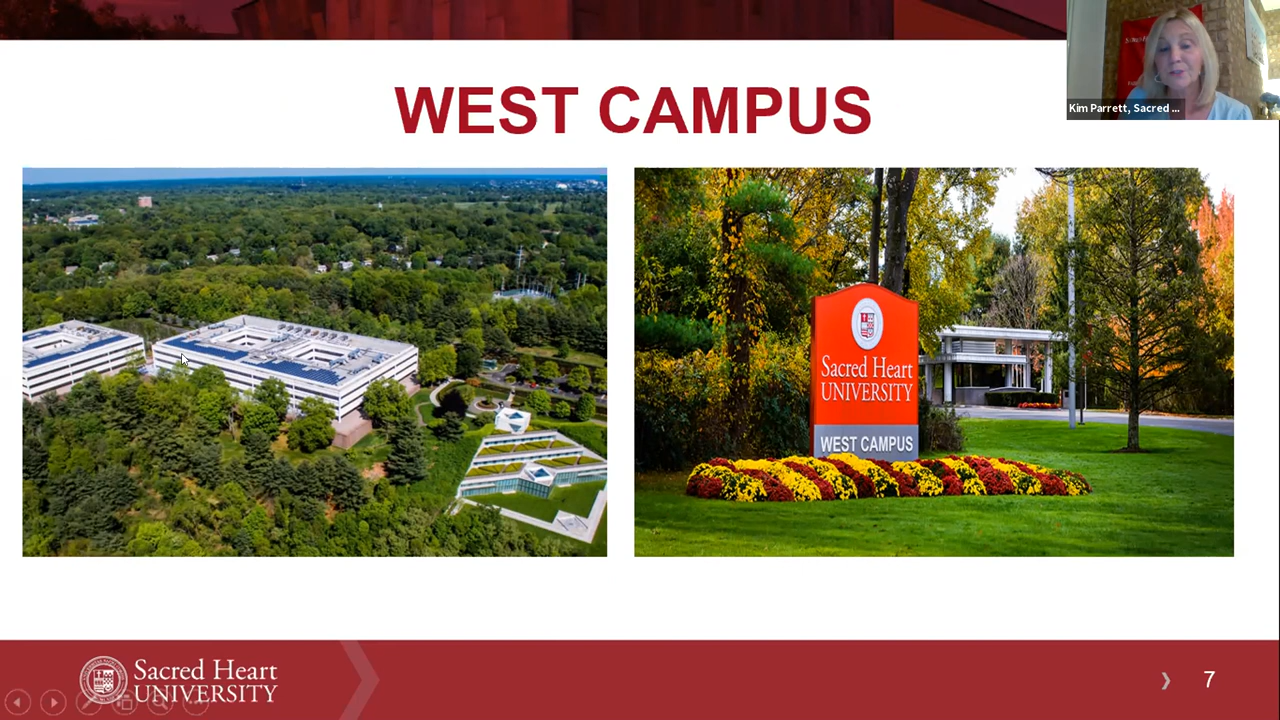 WEST CAMPUS
Kim Parrett, Sacred ...
Sacred Heart
UNIVERSITY
WEST CAMPUS
Sacred Heart
UNIVERSITY
7